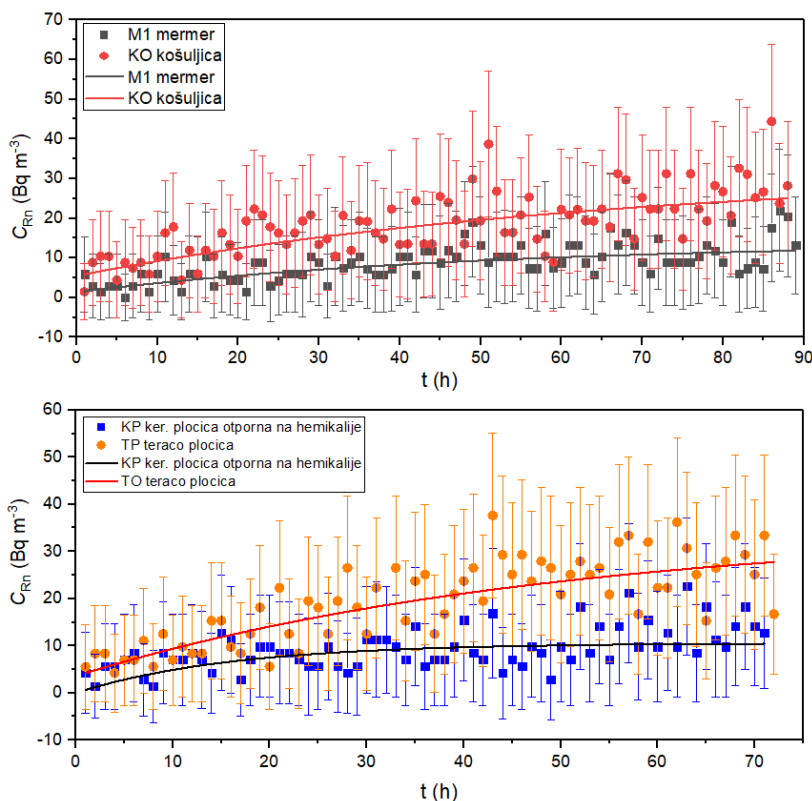 M1 mermer
KO košuljica
M1 mermer
KO košuljica
70
60
50
40
30
20
10
0
-10
C_Rn (Bq m⁻³)
0 10 20 30 40 50 60 70 80 90
t (h)
KP ker. plocica otporna na hemikalije
TP teraco plocica
KP ker. plocica otporna na hemikalije
TO teraco plocica
60
50
40
30
20
10
0
-10
C_Rn (Bq m⁻³)
0 10 20 30 40 50 60 70
t (h)